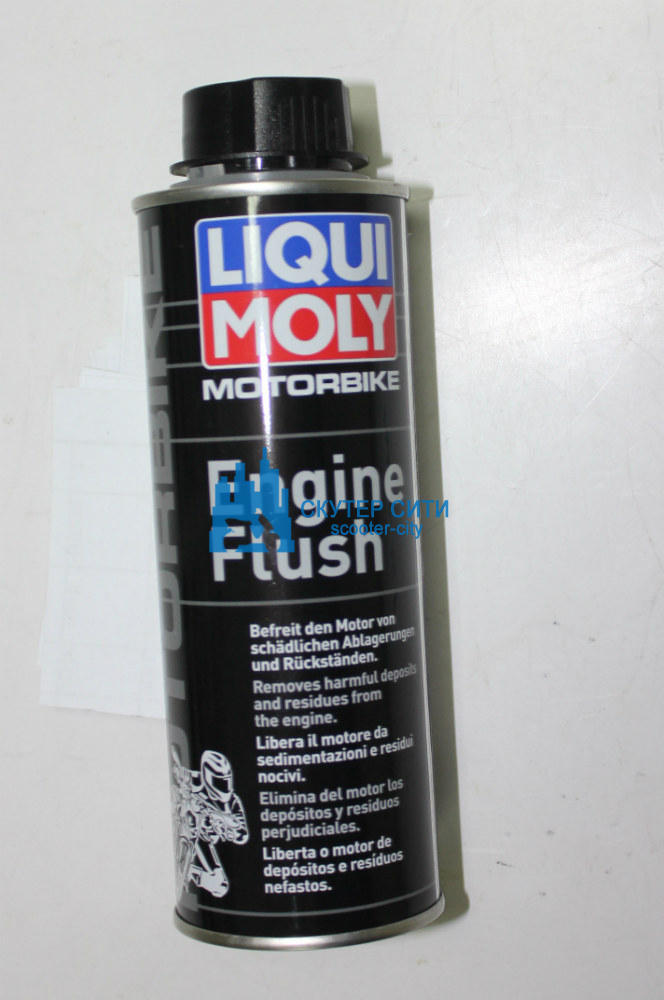 LIQUI
MOLY
MOTORBIKE
MOTORBIKE
Engine
Flush
СКУТЕР СИТИ
scooter-city
Befreit den Motor von
schädlichen Ablagerungen
und Rückständen.
Removes harmful deposits
and residues from
the engine.
Libera il motore da
sedimentazioni e residui
nocivi.
Elimina del motor los
depósitos y residuos
perjudiciales.
Liberta o motor de
depósitos e resíduos
nefastos.